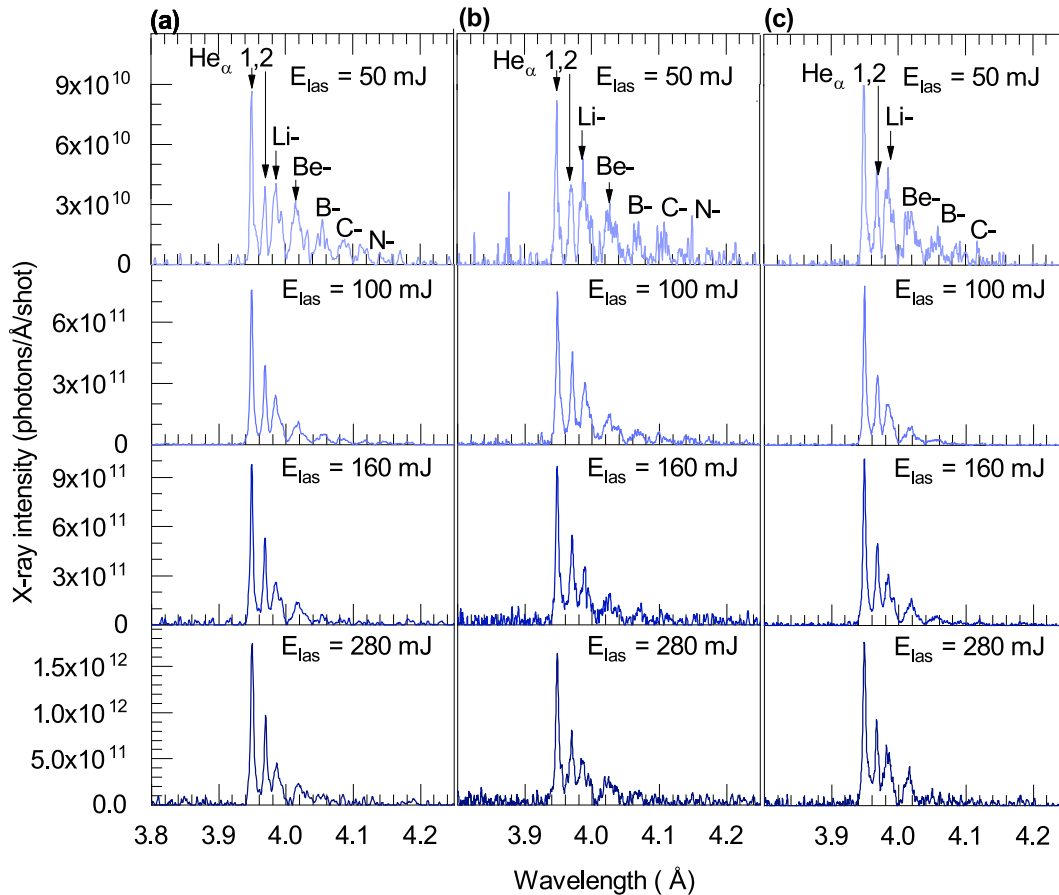 (a) (b) (c)
Heα 1,2 Elas = 50 mJ
Li-
Be-
B-
C-
N-
Heα 1,2 Elas = 50 mJ
Li-
Be-
B- C- N-
Heα 1,2 Elas = 50 mJ
Li-
Be-
B-
C-
9x10^10
6x10^10
3x10^10
0
Elas = 100 mJ Elas = 100 mJ Elas = 100 mJ
6x10^11
3x10^11
0
Elas = 160 mJ Elas = 160 mJ Elas = 160 mJ
9x10^11
6x10^11
3x10^11
0
Elas = 280 mJ Elas = 280 mJ Elas = 280 mJ
1.5x10^12
1.0x10^12
5.0x10^11
0.0
X-ray intensity (photons/Å/shot)
3.8 3.9 4.0 4.1 4.2 3.9 4.0 4.1 4.2 3.9 4.0 4.1 4.2
Wavelength ( Å)